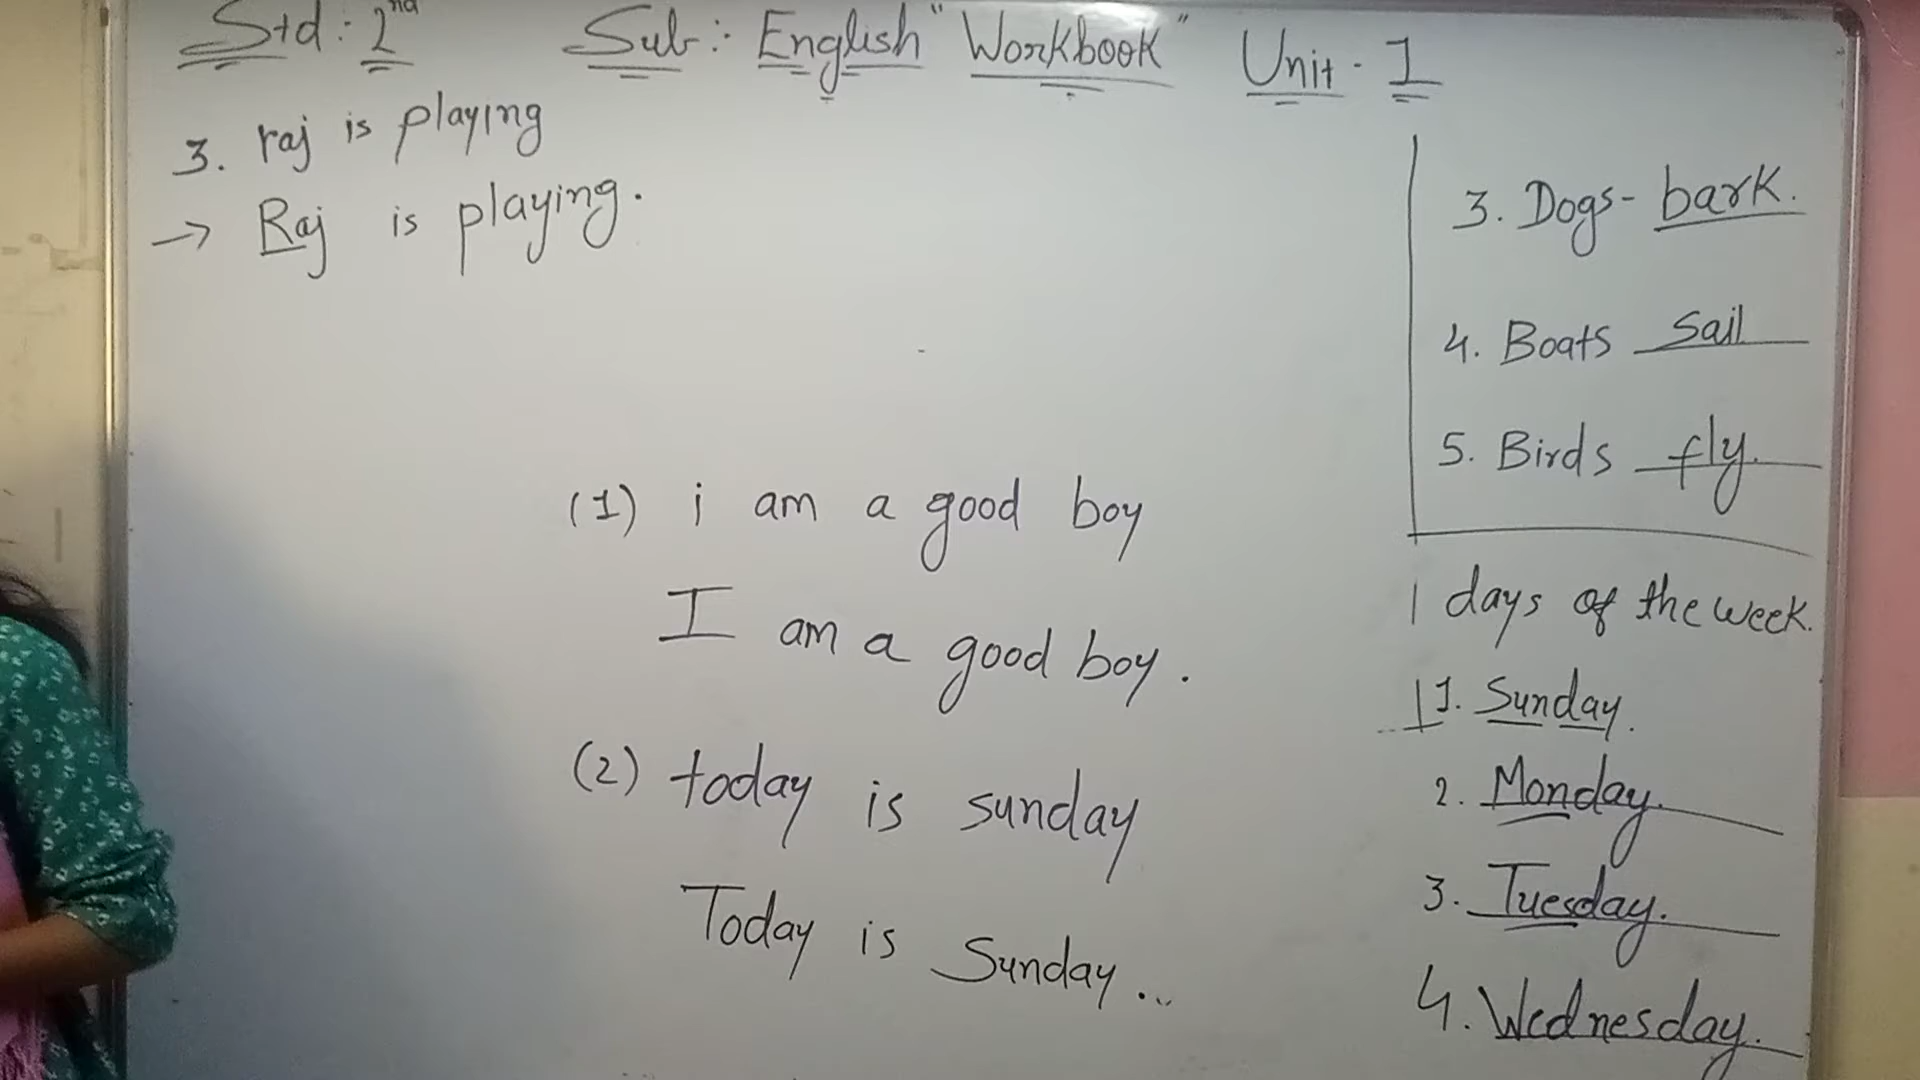 Std : 2nd Sub : English "Workbook" Unit - 1
3. raj is playing
→ Raj is playing.
(1) i am a good boy
I am a good boy.
(2) today is sunday
Today is Sunday...
3. Dogs - bark.
4. Boats sail
5. Birds fly.
days of the week.
1. Sunday.
2. Monday.
3. Tuesday.
4. Wednesday.